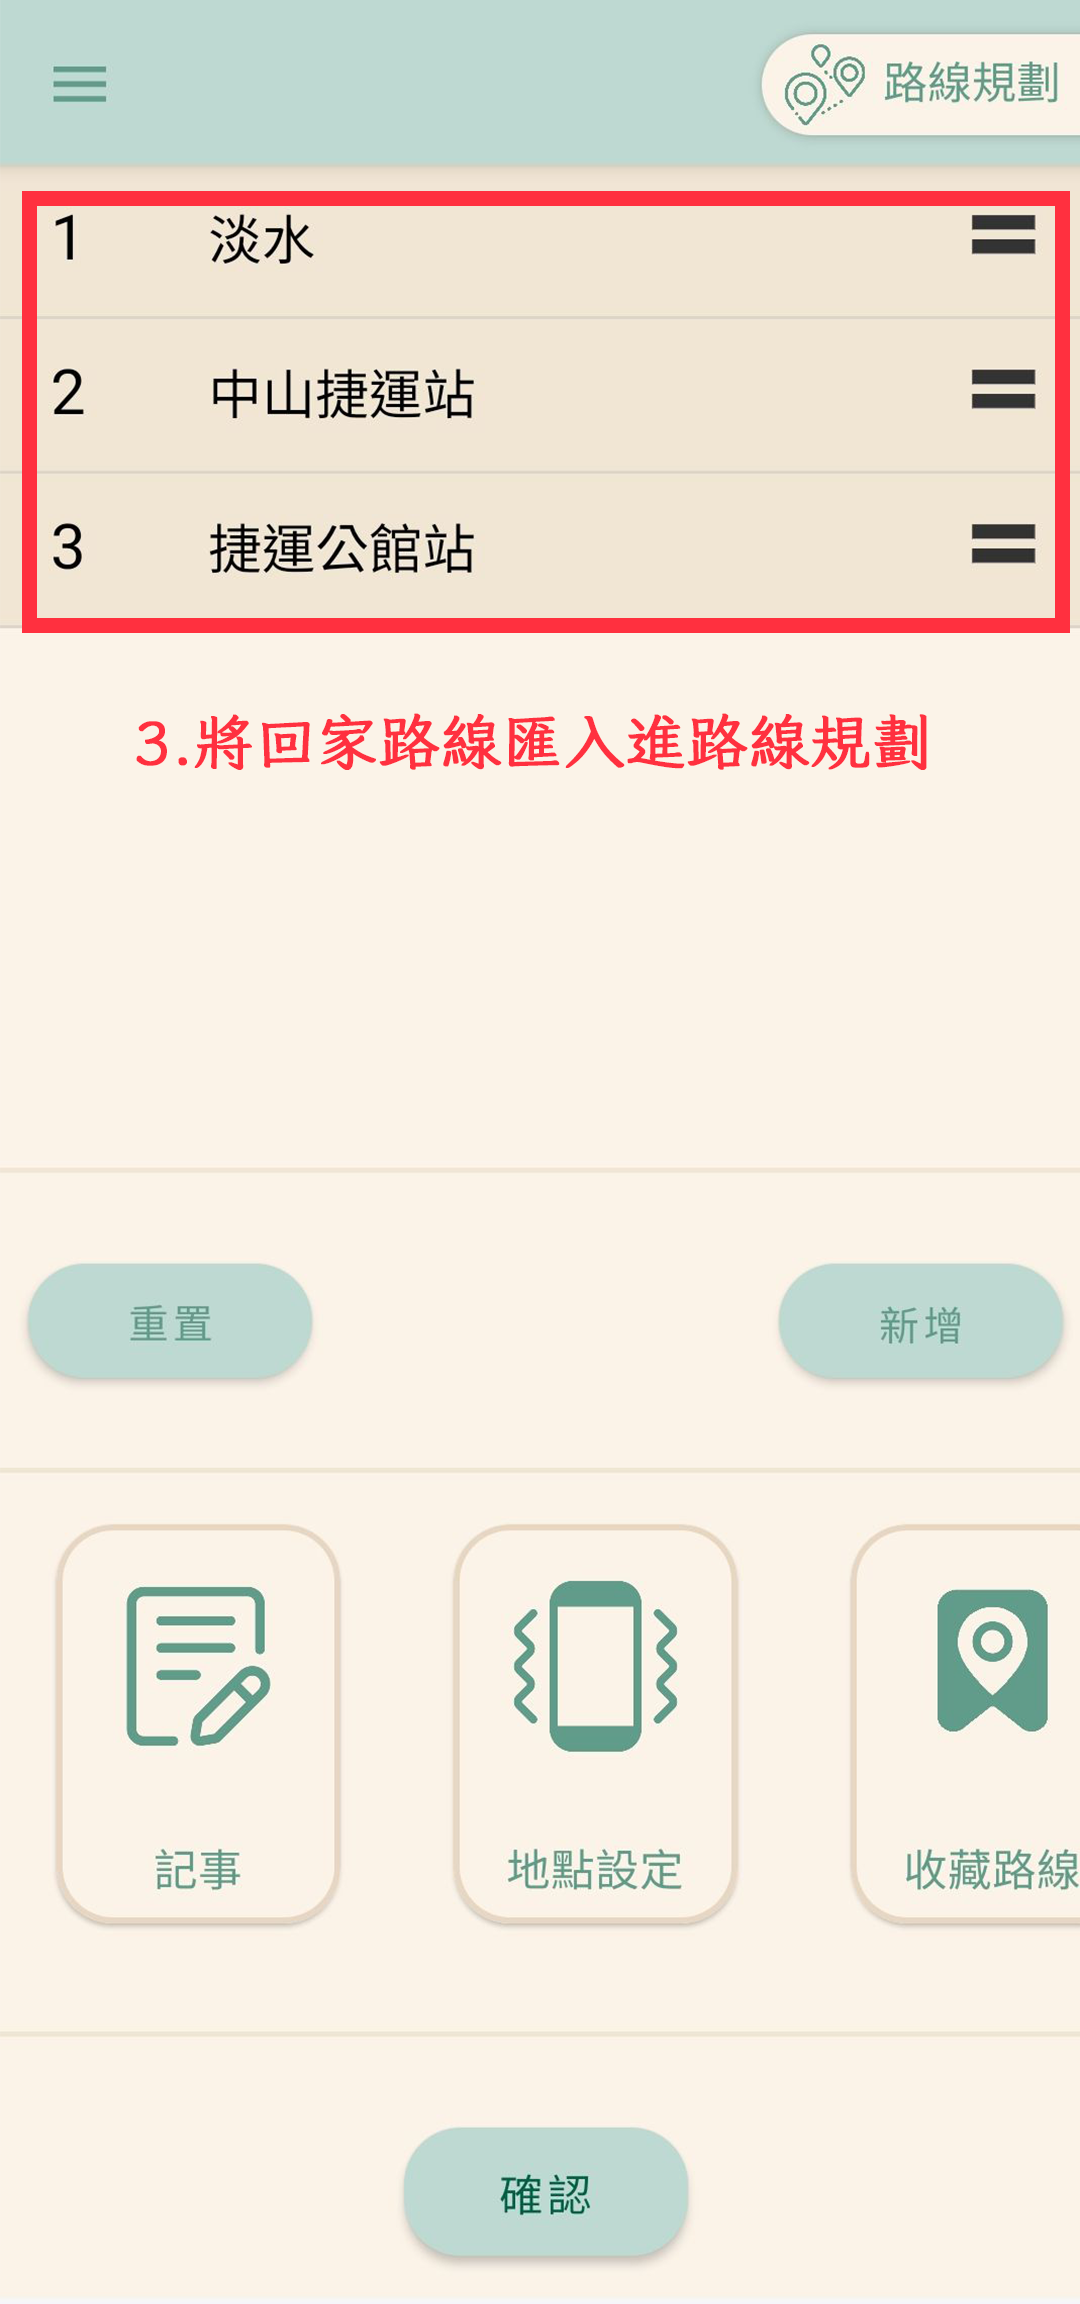 路線規劃
1 淡水
2 中山捷運站
3 捷運公館站
3.將回家路線匯入進路線規劃
重置 新增
記事 地點設定 收藏路線
確認